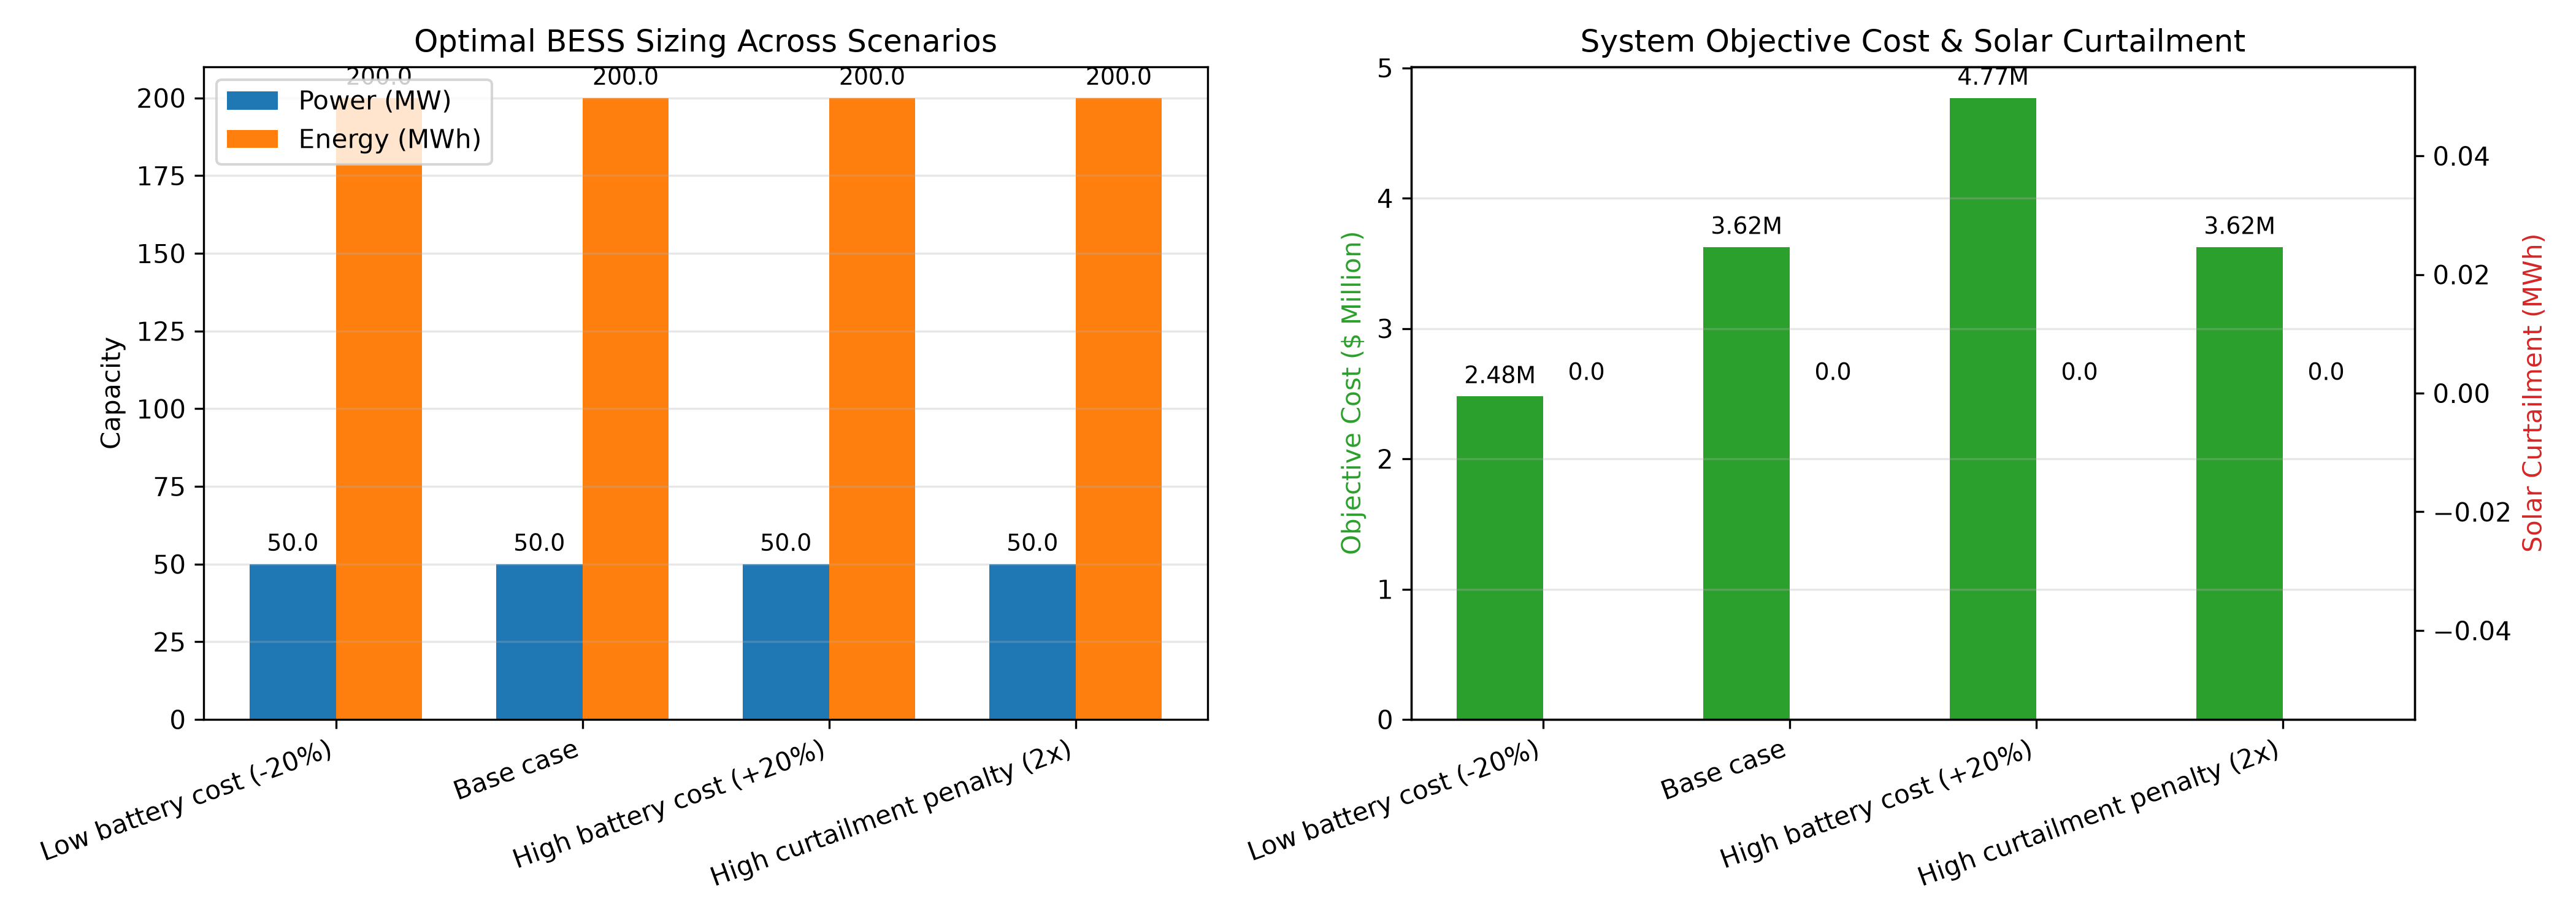 Optimal BESS Sizing Across Scenarios
200.0
200.0
200.0
200.0
Power (MW)
Energy (MWh)
200
175
150
125
100
75
50
25
0
Capacity
50.0
50.0
50.0
50.0
Low battery cost (-20%)
Base case
High battery cost (+20%)
High curtailment penalty (2x)
System Objective Cost & Solar Curtailment
5
4
3
2
1
0
Objective Cost ($ Million)
2.48M
3.62M
4.77M
3.62M
0.0
0.0
0.0
0.0
0.04
0.02
0.00
−0.02
−0.04
Solar Curtailment (MWh)
Low battery cost (-20%)
Base case
High battery cost (+20%)
High curtailment penalty (2x)